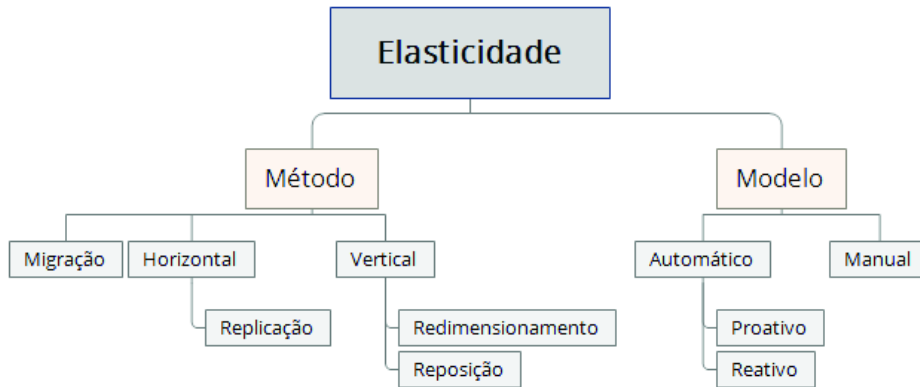 Elasticidade
Método
Modelo
Migração
Horizontal
Vertical
Automático
Manual
Replicação
Redimensionamento
Proativo
Reposição
Reativo